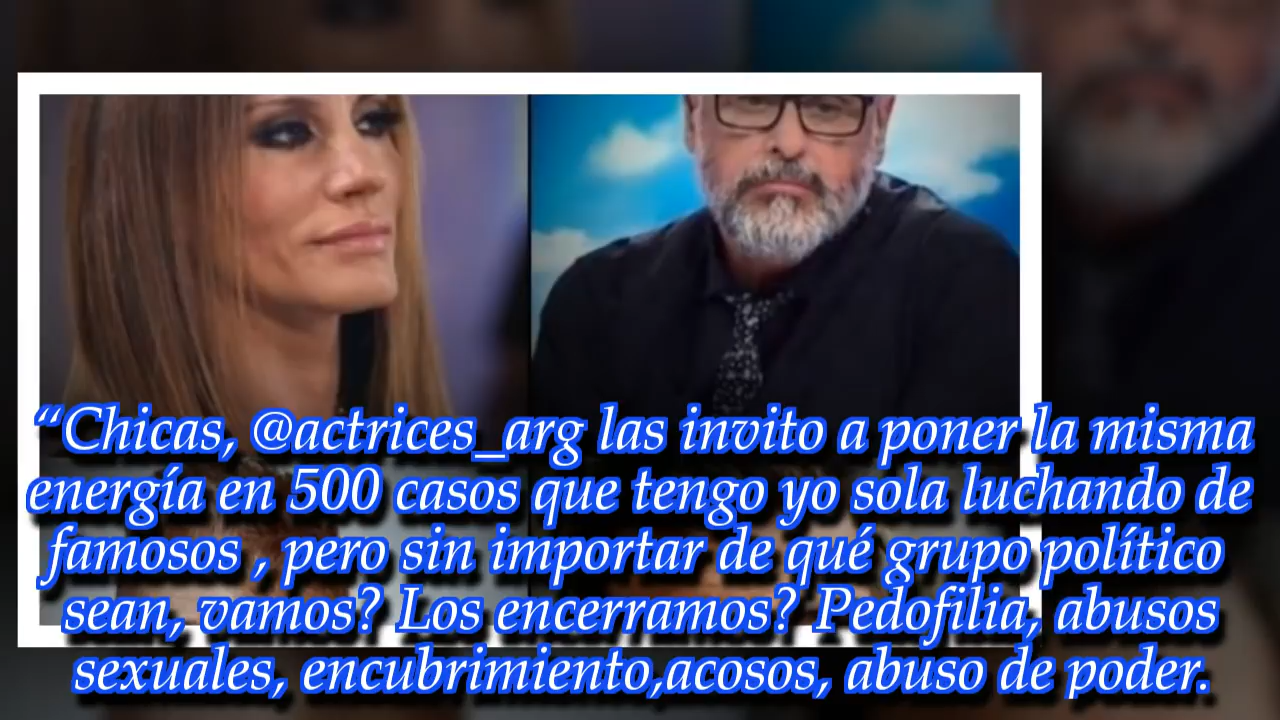 “Chicas, @actrices_arg las invito a poner la misma
energía en 500 casos que tengo yo sola luchando de
famosos , pero sin importar de qué grupo político
sean, vamos? Los encerramos? Pedofilia, abusos
sexuales, encubrimiento,acosos, abuso de poder.